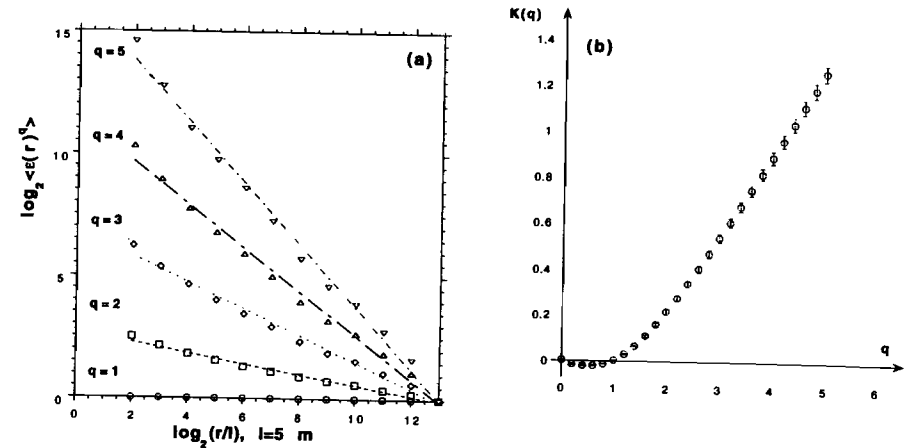 15
10
5
0
log₂ <ε(r)^q>
q = 5
q = 4
q = 3
q = 2
q = 1
(a)
0 2 4 6 8 10 12
log₂(r/l), l=5 m
K(q)
(b)
1.4
1.2
1
0.8
0.6
0.4
0.2
0
q
0 1 2 3 4 5 6